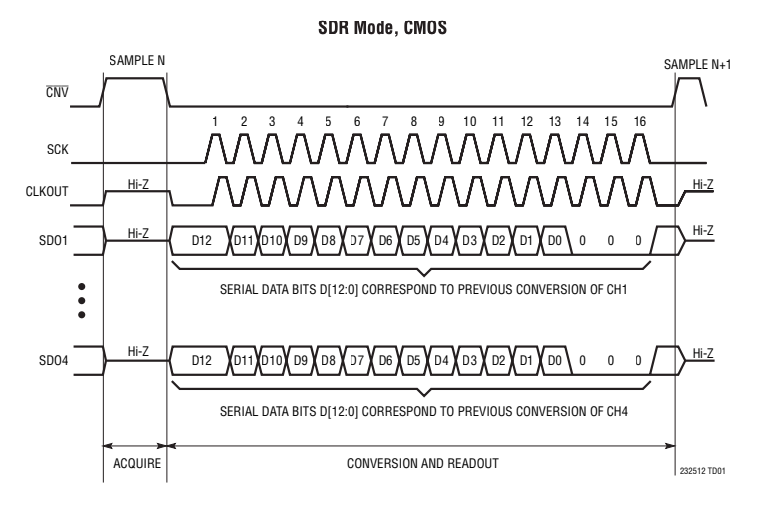 SDR Mode, CMOS
SAMPLE N
SAMPLE N+1
CNV
1 2 3 4 5 6 7 8 9 10 11 12 13 14 15 16
SCK
CLKOUT Hi-Z Hi-Z
SDO1 Hi-Z D12 D11 D10 D9 D8 D7 D6 D5 D4 D3 D2 D1 D0 0 0 0 Hi-Z
SERIAL DATA BITS D[12:0] CORRESPOND TO PREVIOUS CONVERSION OF CH1
SDO4 Hi-Z D12 D11 D10 D9 D8 D7 D6 D5 D4 D3 D2 D1 D0 0 0 0 Hi-Z
SERIAL DATA BITS D[12:0] CORRESPOND TO PREVIOUS CONVERSION OF CH4
ACQUIRE CONVERSION AND READOUT
232512 TD01